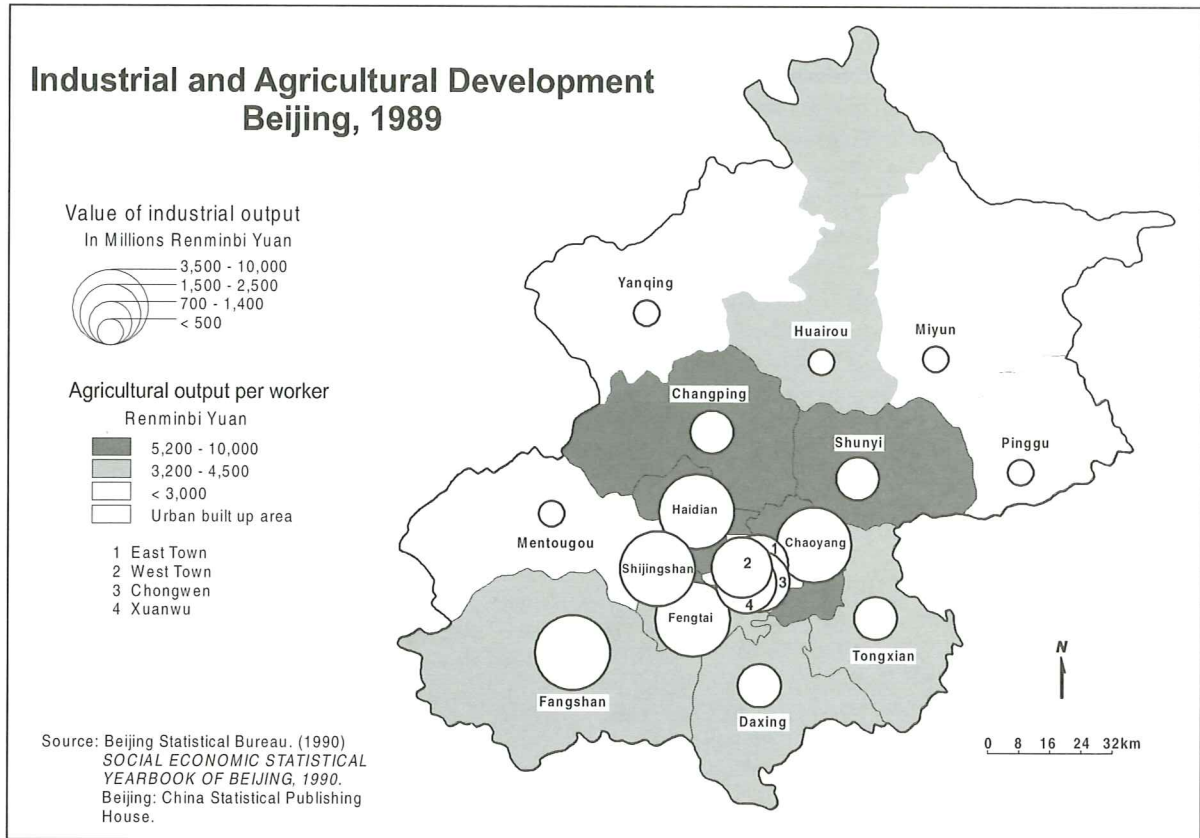 Industrial and Agricultural Development
Beijing, 1989
Value of industrial output
In Millions Renminbi Yuan
3,500 - 10,000
1,500 - 2,500
700 - 1,400
< 500
Agricultural output per worker
Renminbi Yuan
5,200 - 10,000
3,200 - 4,500
< 3,000
Urban built up area
1 East Town
2 West Town
3 Chongwen
4 Xuanwu
Source: Beijing Statistical Bureau. (1990)
SOCIAL ECONOMIC STATISTICAL
YEARBOOK OF BEIJING, 1990.
Beijing: China Statistical Publishing
House.
Yanqing
Huairou
Miyun
Changping
Shunyi
Pinggu
Haidian
Mentougou
Chaoyang
Shijingshan
1
2
3
4
Fengtai
Tongxian
Fangshan
Daxing
N
0 8 16 24 32km